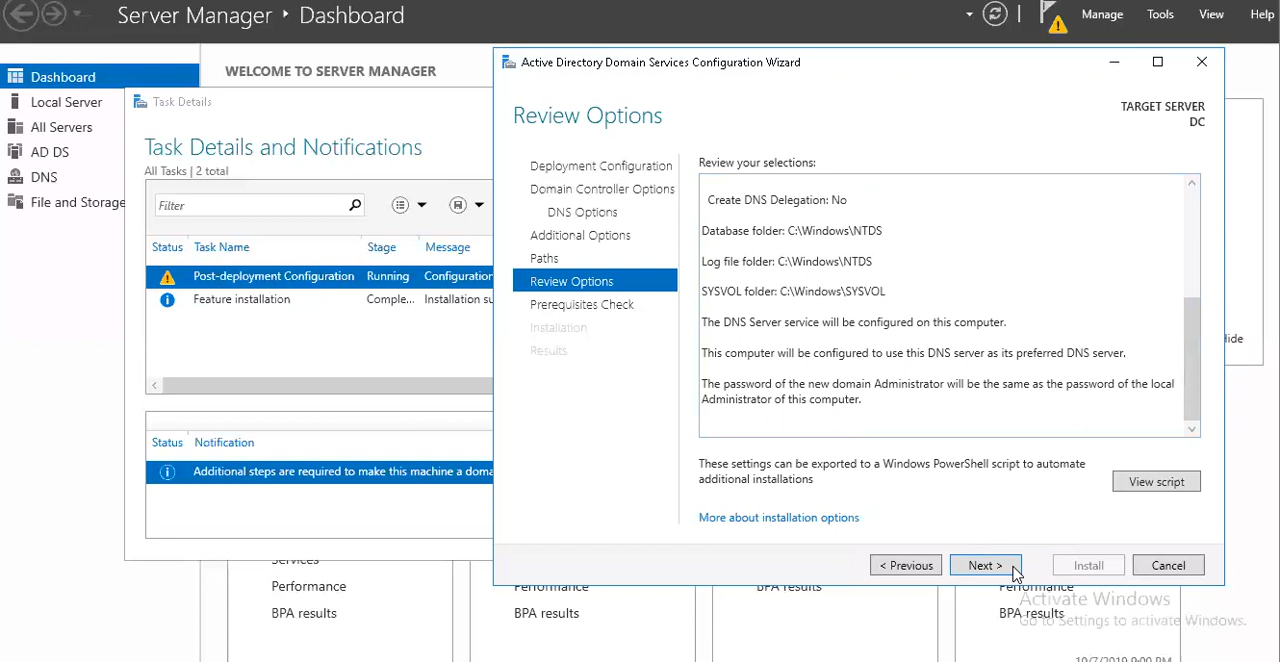 Server Manager ‣ Dashboard
Manage Tools View Help
Dashboard
Local Server
All Servers
AD DS
DNS
File and Storage
WELCOME TO SERVER MANAGER
Task Details
Task Details and Notifications
All Tasks | 2 total
Filter
Status Task Name Stage Message
Post-deployment Configuration Running Configuration
Feature installation Comple... Installation su
Status Notification
Additional steps are required to make this machine a doma
Active Directory Domain Services Configuration Wizard
Review Options
TARGET SERVER
DC
Deployment Configuration
Domain Controller Options
DNS Options
Additional Options
Paths
Review Options
Prerequisites Check
Installation
Results
Review your selections:
Create DNS Delegation: No
Database folder: C:\Windows\NTDS
Log file folder: C:\Windows\NTDS
SYSVOL folder: C:\Windows\SYSVOL
The DNS Server service will be configured on this computer.
This computer will be configured to use this DNS server as its preferred DNS server.
The password of the new domain Administrator will be the same as the password of the local
Administrator of this computer.
These settings can be exported to a Windows PowerShell script to automate
additional installations
View script
More about installation options
< Previous Next > Install Cancel
Hide
Services
Performance
BPA results
Performance
BPA results
Performance
BPA results
Performance
BPA results
Activate Windows
Go to Settings to activate Windows.
10/7/2019 9:00 PM